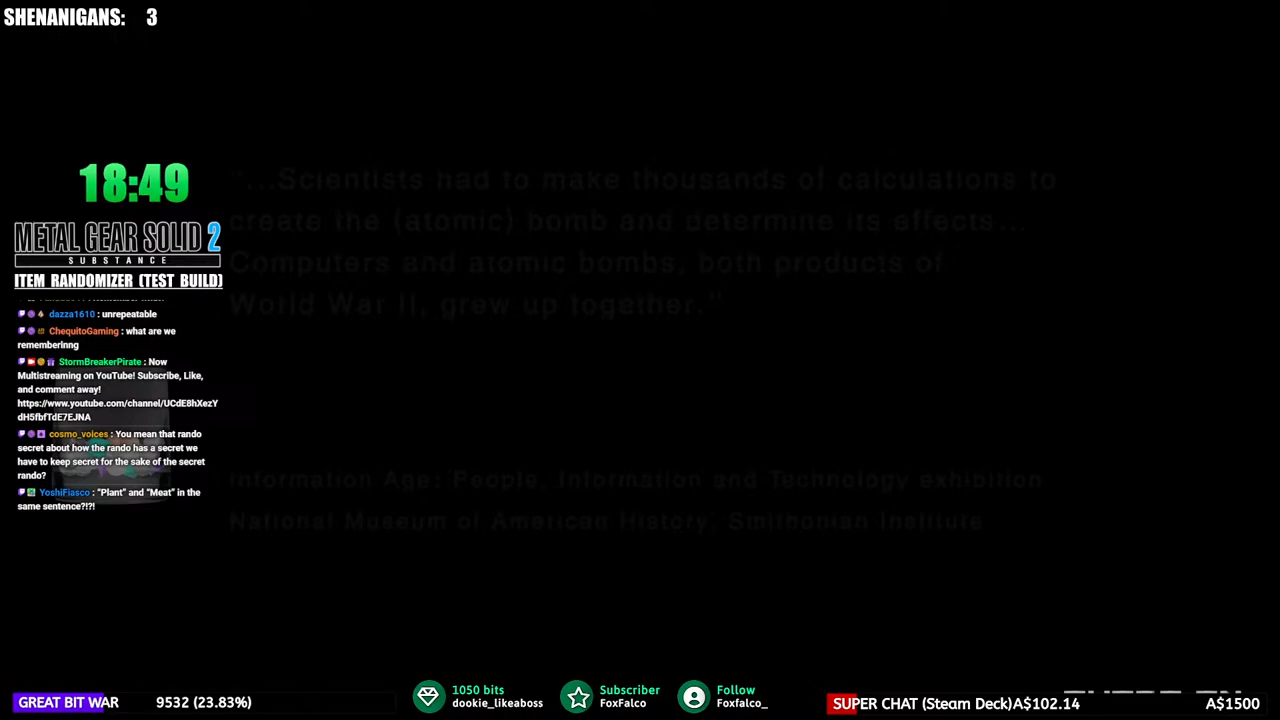 SHENANIGANS: 3
18:49
METAL GEAR SOLID 2
SUBSTANCE
ITEM RANDOMIZER (TEST BUILD)
dazza1610 : unrepeatable
ChequitoGaming : what are we
rememberinng
StormBreakerPirate : Now
Multistreaming on YouTube! Subscribe, Like,
and comment away!
https://www.youtube.com/channel/UCdE8hXezY
dH5fbfTdE7EJNA
cosmo_voices : You mean that rando
secret about how the rando has a secret we
have to keep secret for the sake of the secret
rando?
YoshiFiasco : "Plant" and "Meat" in the
same sentence?!?!
"...Scientists had to make thousands of calculations to
create the (atomic) bomb and determine its effects...
Computers and atomic bombs, both products of
World War II, grew up together."
Information Age: People, Information and Technology exhibition
National Museum of American History, Smithonian Institute
GREAT BIT WAR 9532 (23.83%)
1050 bits
dookie_likeaboss
Subscriber
FoxFalco
Follow
Foxfalco_
SUPER CHAT (Steam Deck)A$102.14 A$1500